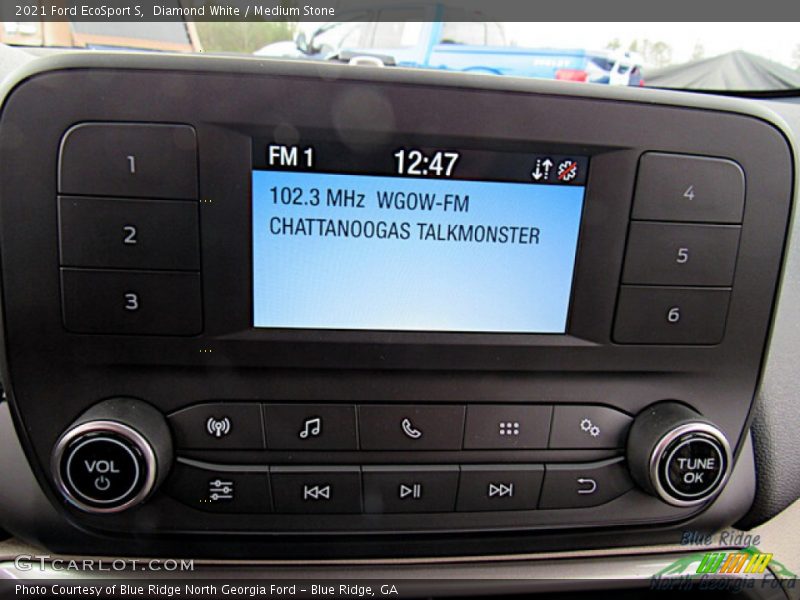 2021 Ford EcoSport S, Diamond White / Medium Stone
FM 1 12:47
102.3 MHz WGOW-FM
CHATTANOOGAS TALKMONSTER
1
2
3
4
5
6
VOL
TUNE
OK
GTCARLOT.COM
Blue Ridge
North Georgia Ford
Photo Courtesy of Blue Ridge North Georgia Ford – Blue Ridge, GA